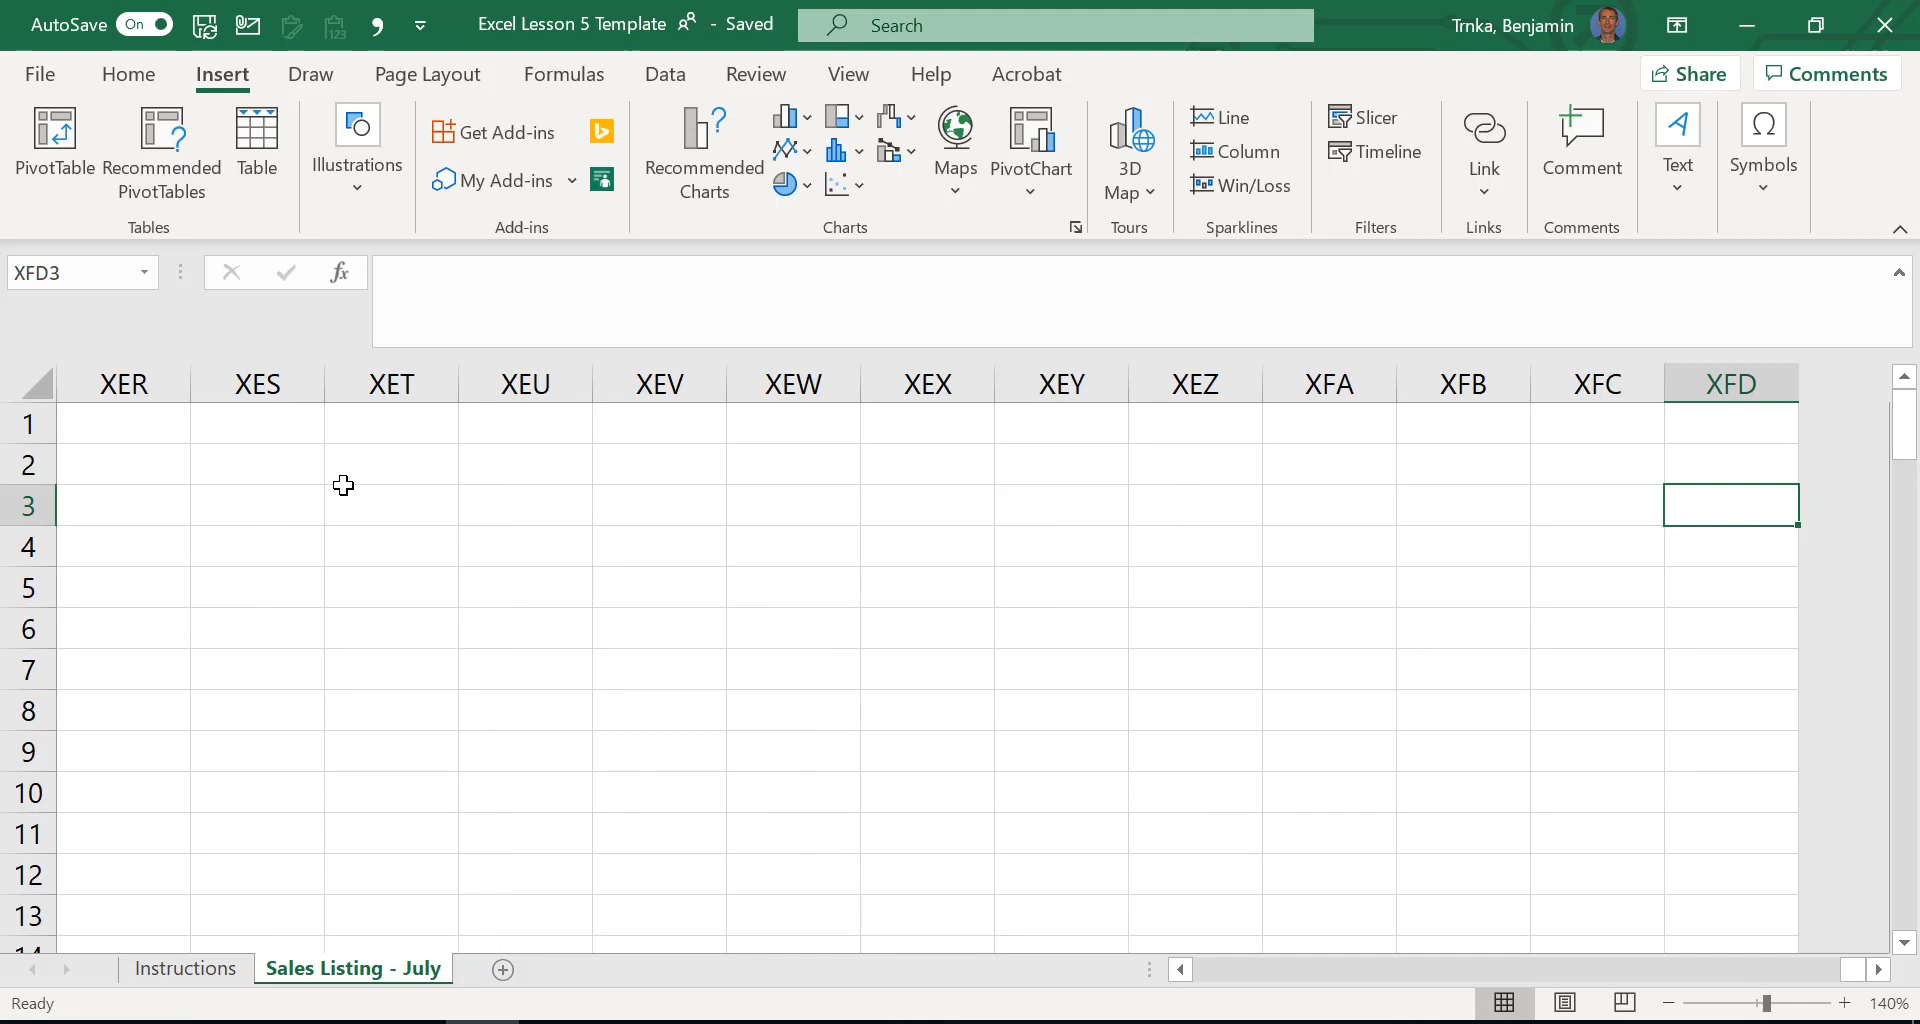 AutoSave On Excel Lesson 5 Template - Saved Search Trnka, Benjamin
File Home Insert Draw Page Layout Formulas Data Review View Help Acrobat Share Comments
PivotTable
Recommended
PivotTables
Table
Tables
Illustrations
Get Add-ins
My Add-ins
Add-ins
Recommended
Charts
Maps
PivotChart
Charts
3D
Map
Tours
Line
Column
Win/Loss
Sparklines
Slicer
Timeline
Filters
Link
Links
Comment
Comments
Text
Symbols
XFD3 fx
XER XES XET XEU XEV XEW XEX XEY XEZ XFA XFB XFC XFD
1
2
3
4
5
6
7
8
9
10
11
12
13
14
Instructions Sales Listing - July
Ready 140%